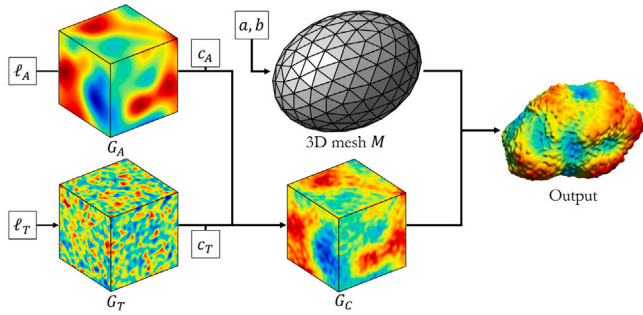 a, b
ℓ_A
c_A
G_A
3D mesh M
Output
ℓ_T
c_T
G_T
G_C